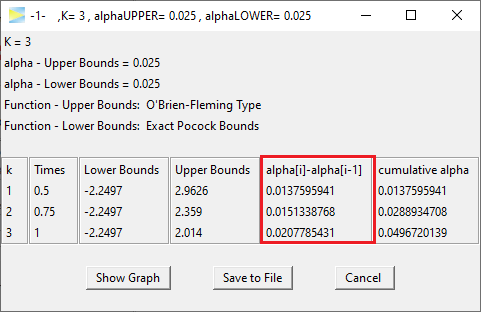 -1- ,K= 3 , alphaUPPER= 0.025 , alphaLOWER= 0.025
K = 3
alpha - Upper Bounds = 0.025
alpha - Lower Bounds = 0.025
Function - Upper Bounds: O'Brien-Fleming Type
Function - Lower Bounds: Exact Pocock Bounds
k Times Lower Bounds Upper Bounds alpha[i]-alpha[i-1] cumulative alpha
1 0.5 -2.2497 2.9626 0.0137595941 0.0137595941
2 0.75 -2.2497 2.359 0.0151338768 0.0288934708
3 1 -2.2497 2.014 0.0207785431 0.0496720139
Show Graph Save to File Cancel